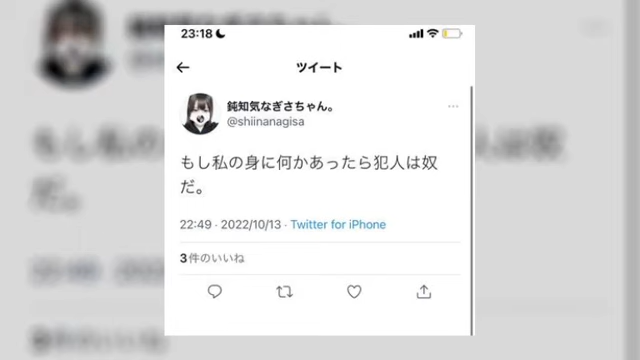 23:18
ツイート
鈍知気なぎさちゃん。
@shiinanagisa
もし私の身に何かあったら犯人は奴
だ。
22:49 · 2022/10/13 · Twitter for iPhone
3件のいいね